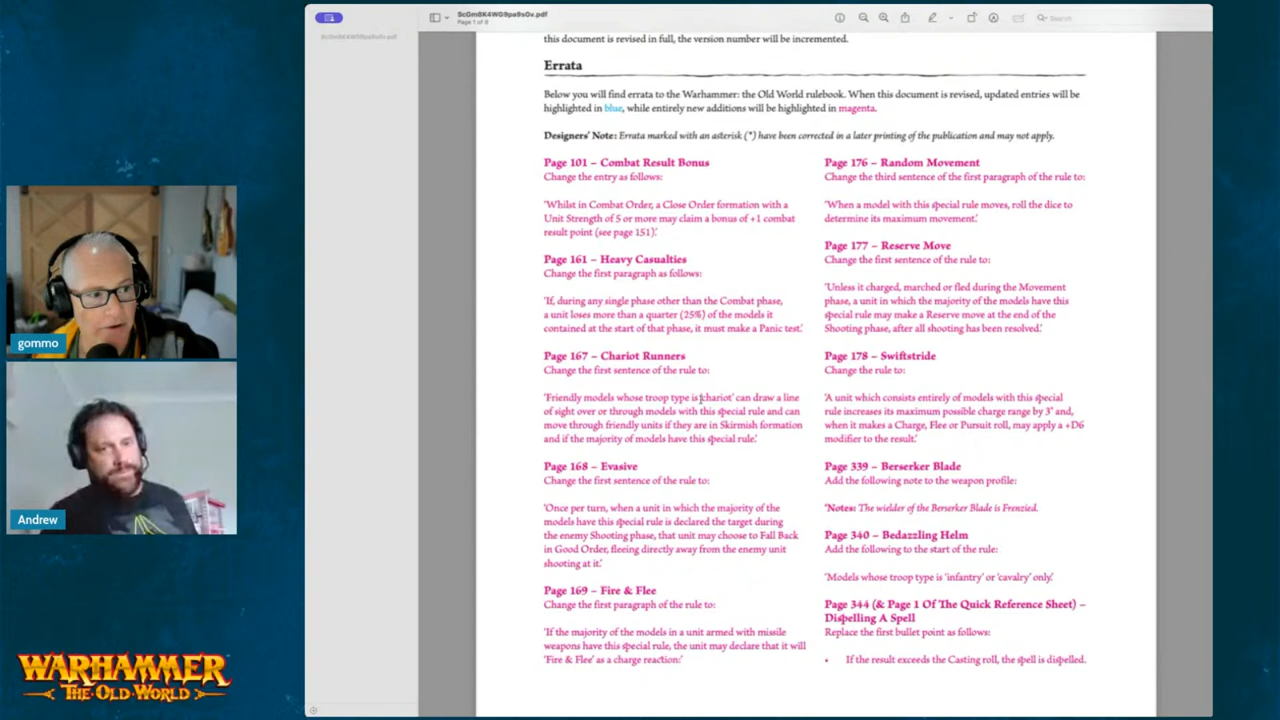 ScGm8K4WG9pa9sGv.pdf
Page 1 of 8
Search
ScGm8K4WG9pa9sGv.pdf
this document is revised in full, the version number will be incremented.
Errata
Below you will find errata to the Warhammer: the Old World rulebook. When this document is revised, updated entries will be
highlighted in blue, while entirely new additions will be highlighted in magenta.
Designers' Note: Errata marked with an asterisk (*) have been corrected in a later printing of the publication and may not apply.
Page 101 – Combat Result Bonus
Change the entry as follows:
'Whilst in Combat Order, a Close Order formation with a
Unit Strength of 5 or more may claim a bonus of +1 combat
result point (see page 151).'
Page 161 – Heavy Casualties
Change the first paragraph as follows:
'If, during any single phase other than the Combat phase,
a unit loses more than a quarter (25%) of the models it
contained at the start of that phase, it must make a Panic test.'
Page 167 – Chariot Runners
Change the first sentence of the rule to:
'Friendly models whose troop type is 'chariot' can draw a line
of sight over or through models with this special rule and can
move through friendly units if they are in Skirmish formation
and if the majority of models have this special rule.'
Page 168 – Evasive
Change the first sentence of the rule to:
'Once per turn, when a unit in which the majority of the
models have this special rule is declared the target during
the enemy Shooting phase, that unit may choose to Fall Back
in Good Order, fleeing directly away from the enemy unit
shooting at it.'
Page 169 – Fire & Flee
Change the first paragraph of the rule to:
'If the majority of the models in a unit armed with missile
weapons have this special rule, the unit may declare that it will
'Fire & Flee' as a charge reaction:'
Page 176 – Random Movement
Change the third sentence of the first paragraph of the rule to:
'When a model with this special rule moves, roll the dice to
determine its maximum movement.'
Page 177 – Reserve Move
Change the first sentence of the rule to:
'Unless it charged, marched or fled during the Movement
phase, a unit in which the majority of the models have this
special rule may make a Reserve move at the end of the
Shooting phase, after all shooting has been resolved.'
Page 178 – Swiftstride
Change the rule to:
'A unit which consists entirely of models with this special
rule increases its maximum possible charge range by 3" and,
when it makes a Charge, Flee or Pursuit roll, may apply a +D6
modifier to the result.'
Page 339 – Berserker Blade
Add the following note to the weapon profile:
'Notes: The wielder of the Berserker Blade is Frenzied.
Page 340 – Bedazzling Helm
Add the following to the start of the rule:
'Models whose troop type is 'infantry' or 'cavalry' only.'
Page 344 (& Page 1 Of The Quick Reference Sheet) –
Dispelling A Spell
Replace the first bullet point as follows:
• If the result exceeds the Casting roll, the spell is dispelled.
gommo
Andrew
WARHAMMER
THE OLD WORLD